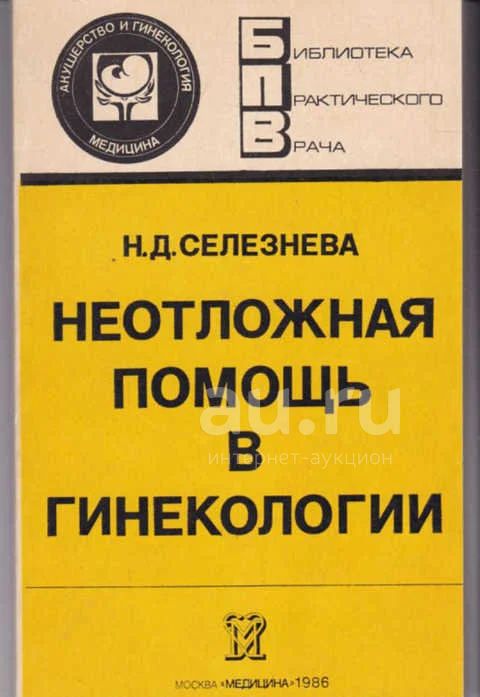 АКУШЕРСТВО И ГИНЕКОЛОГИЯ
МЕДИЦИНА
БИБЛИОТЕКА
ПРАКТИЧЕСКОГО
ВРАЧА
Н.Д.СЕЛЕЗНЕВА
НЕОТЛОЖНАЯ
ПОМОЩЬ
au.ru
В
интернет-аукцион
ГИНЕКОЛОГИИ
МОСКВА «МЕДИЦИНА»1986